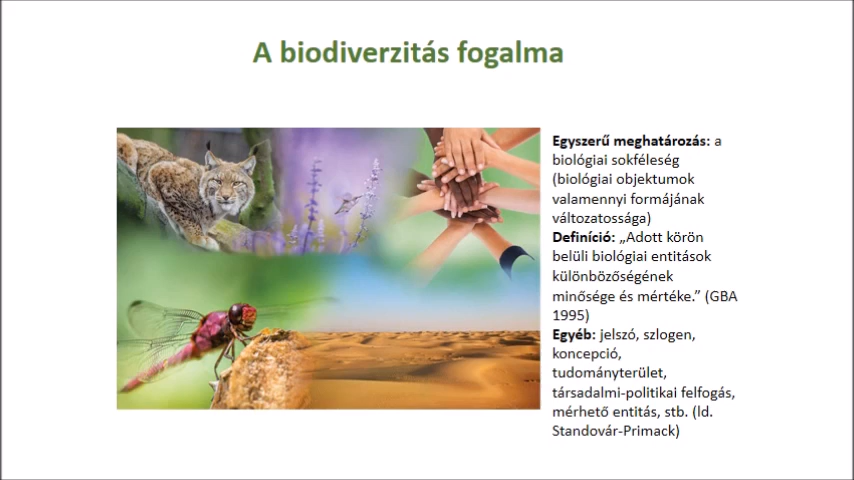 A biodiverzitás fogalma
Egyszerű meghatározás: a
biológiai sokféleség
(biológiai objektumok
valamennyi formájának
változatossága)
Definíció: „Adott körön
belüli biológiai entitások
különbözőségének
minősége és mértéke.” (GBA
1995)
Egyéb: jelszó, szlogen,
koncepció,
tudományterület,
társadalmi-politikai felfogás,
mérhető entitás, stb. (ld.
Standovár-Primack)